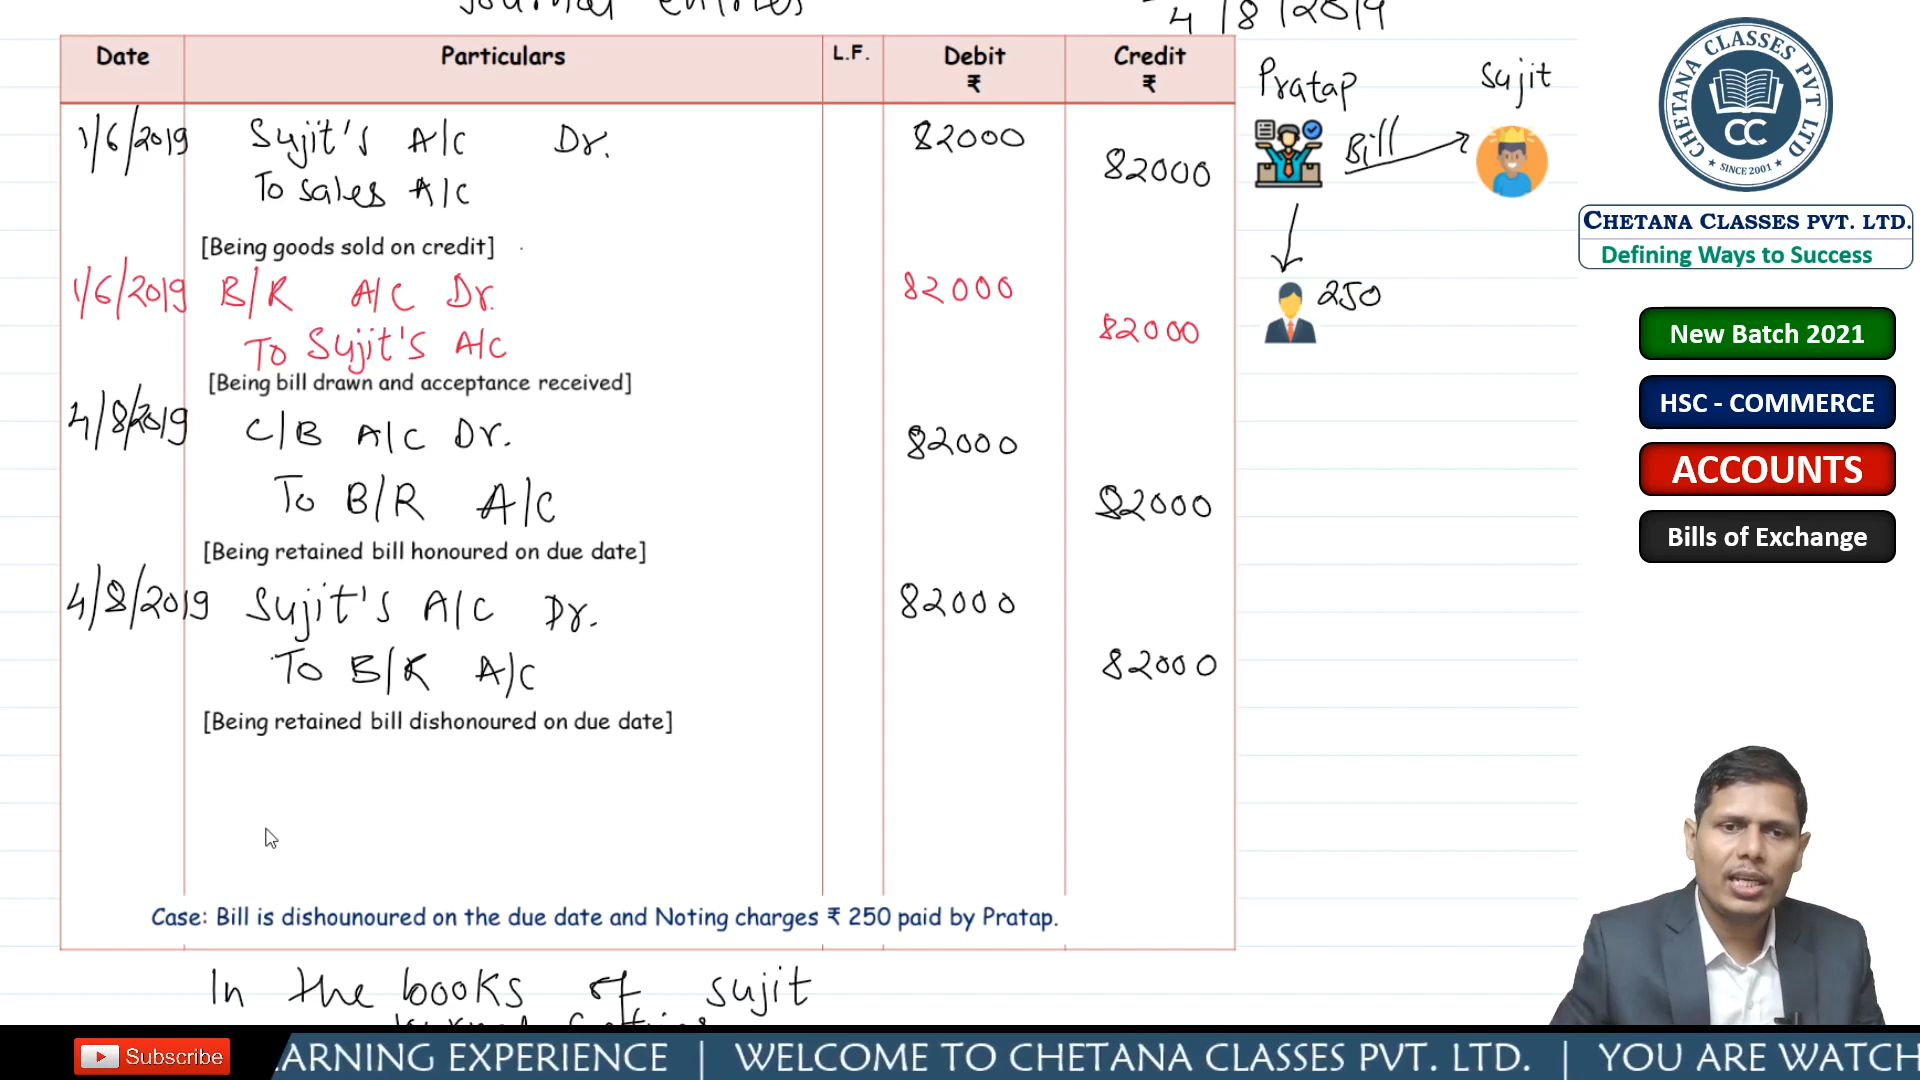 Journal entries
4/8/2019
Date Particulars L.F. Debit ₹ Credit ₹
1/6/2019 Sujit's A/C Dr. 82000
To Sales A/C 82000
[Being goods sold on credit]
1/6/2019 B/R A/C Dr. 82000
To Sujit's A/C 82000
[Being bill drawn and acceptance received]
4/8/2019 C/B A/C Dr. 82000
To B/R A/C 82000
[Being retained bill honoured on due date]
4/8/2019 Sujit's A/C Dr. 82000
To B/R A/C 82000
[Being retained bill dishonoured on due date]
Case: Bill is dishounoured on the due date and Noting charges ₹ 250 paid by Pratap.
In the books of sujit
Journal Entries
Pratap Sujit
Bill
250
CHETANA CLASSES PVT LTD
CC
SINCE 2001
CHETANA CLASSES PVT. LTD.
Defining Ways to Success
New Batch 2021
HSC - COMMERCE
ACCOUNTS
Bills of Exchange
Subscribe
ARNING EXPERIENCE | WELCOME TO CHETANA CLASSES PVT. LTD. | YOU ARE WATCH